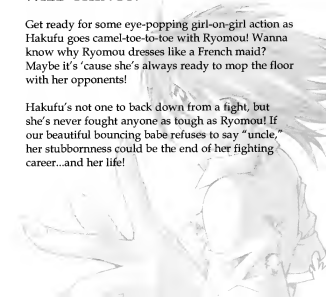 Get ready for some eye-popping girl-on-girl action as
Hakufu goes camel-toe-to-toe with Ryomou! Wanna
know why Ryomou dresses like a French maid?
Maybe it's 'cause she's always ready to mop the floor
with her opponents!
Hakufu's not one to back down from a fight, but
she's never fought anyone as tough as Ryomou! If
our beautiful bouncing babe refuses to say "uncle,"
her stubbornness could be the end of her fighting
career...and her life!